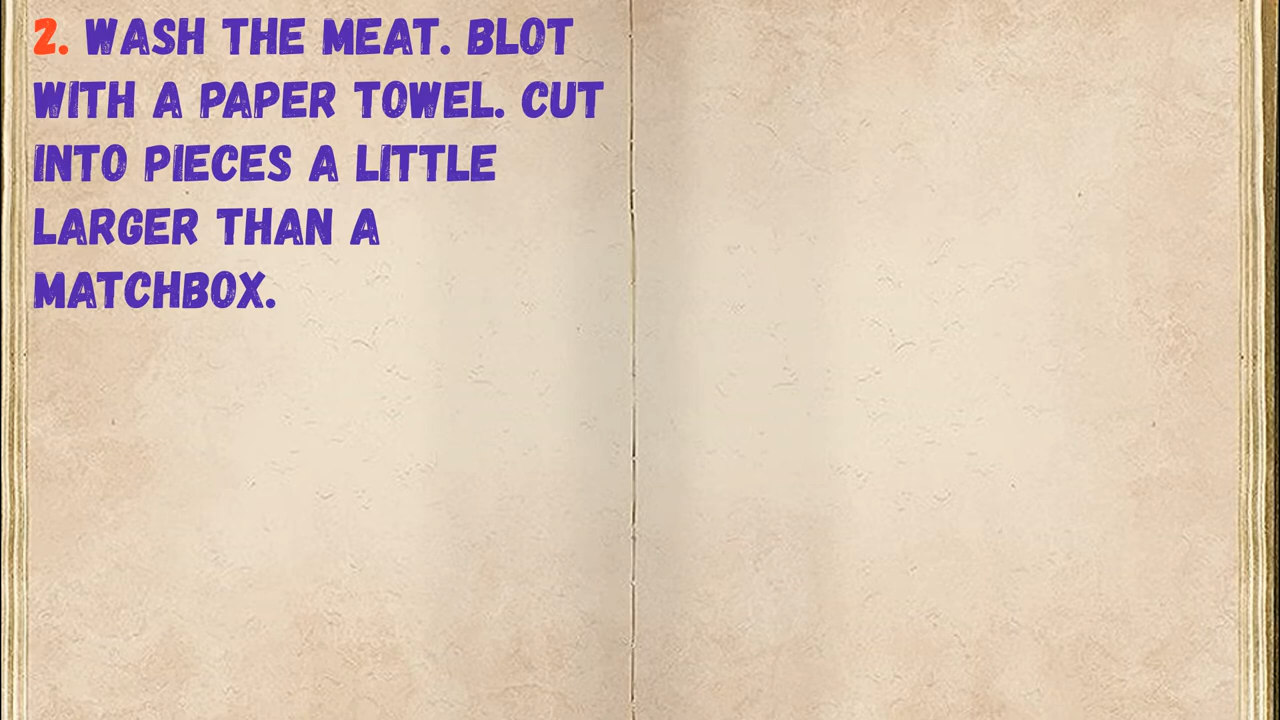 2. WASH THE MEAT. BLOT
WITH A PAPER TOWEL. CUT
INTO PIECES A LITTLE
LARGER THAN A
MATCHBOX.